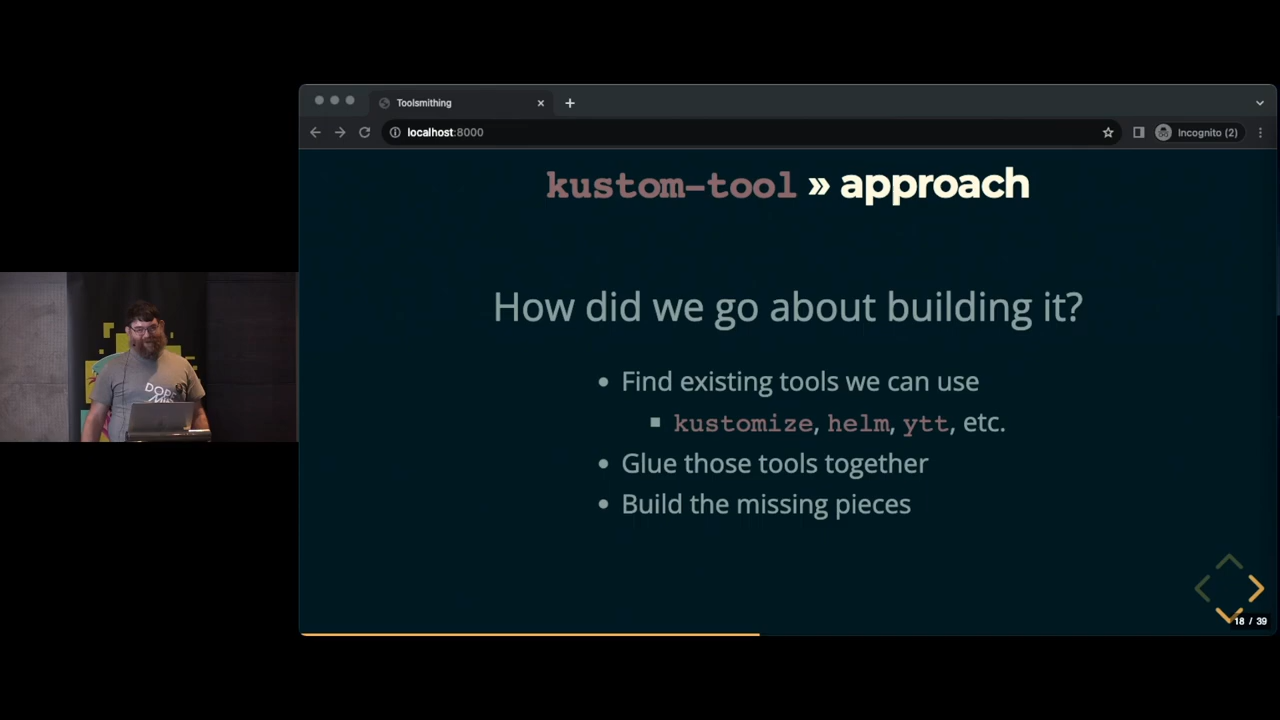 Toolsmithing
localhost:8000
Incognito (2)
kustom-tool » approach
How did we go about building it?
Find existing tools we can use
kustomize, helm, ytt, etc.
Glue those tools together
Build the missing pieces
18 / 39